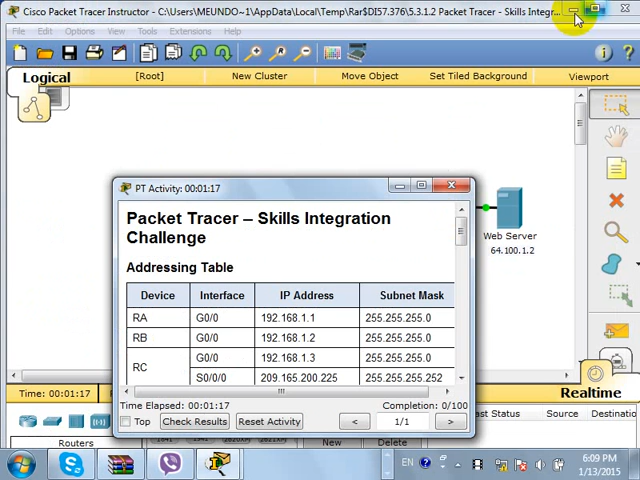 Cisco Packet Tracer Instructor - C:\Users\MEUNDO~1\AppData\Local\Temp\Rar$DI57.376\5.3.1.2 Packet Tracer - Skills Integr...
File Edit Options View Tools Extensions Help
Logical [Root] New Cluster Move Object Set Tiled Background Viewport
PT Activity: 00:01:17
Packet Tracer – Skills Integration
Challenge
Addressing Table
Device Interface IP Address Subnet Mask
RA G0/0 192.168.1.1 255.255.255.0
RB G0/0 192.168.1.2 255.255.255.0
RC G0/0 192.168.1.3 255.255.255.0
S0/0/0 209.165.200.225 255.255.255.252
Time Elapsed: 00:01:17 Completion: 0/100
Top Check Results Reset Activity < 1/1 >
Web Server
64.100.1.2
Time: 00:01:17 Realtime
Last Status Source Destinatio
Routers New Delete
EN 6:09 PM
1/13/2015